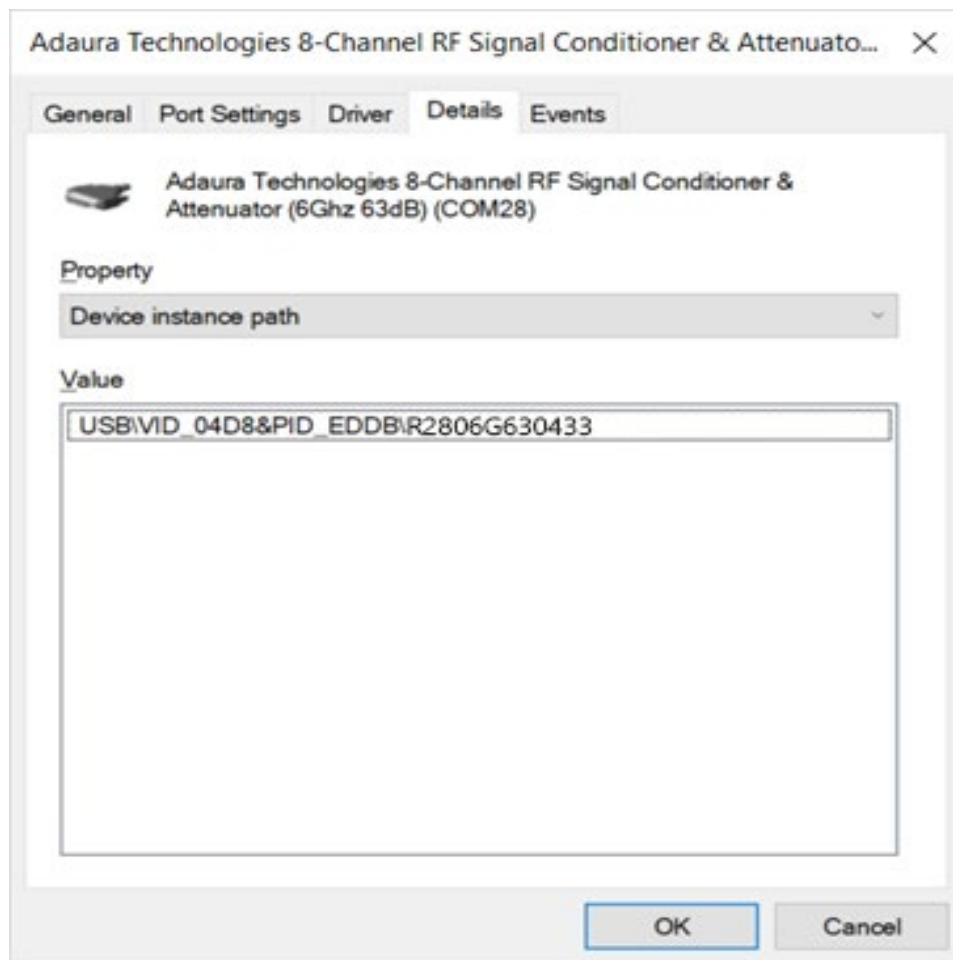 Adaura Technologies 8-Channel RF Signal Conditioner & Attenuato...
General Port Settings Driver Details Events
Adaura Technologies 8-Channel RF Signal Conditioner &
Attenuator (6Ghz 63dB) (COM28)
Property
Device instance path
Value
USB\VID_04D8&PID_EDDB\R2806G630433
OK Cancel